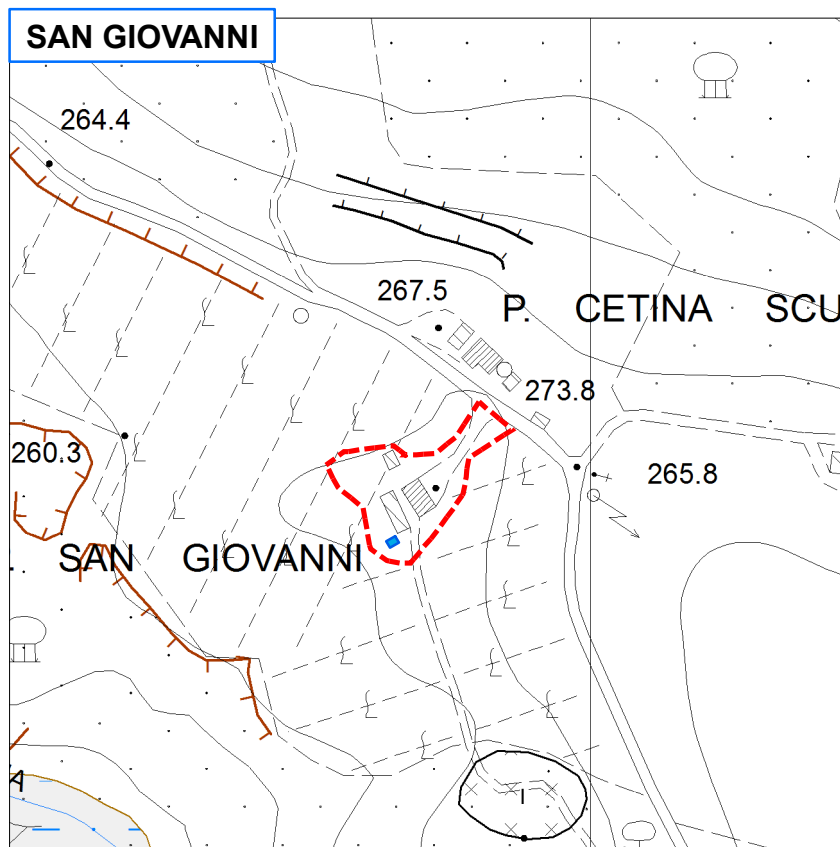 SAN GIOVANNI
264.4
267.5
P. CETINA SCU
273.8
260.3
265.8
. SAN GIOVANNI
A
I